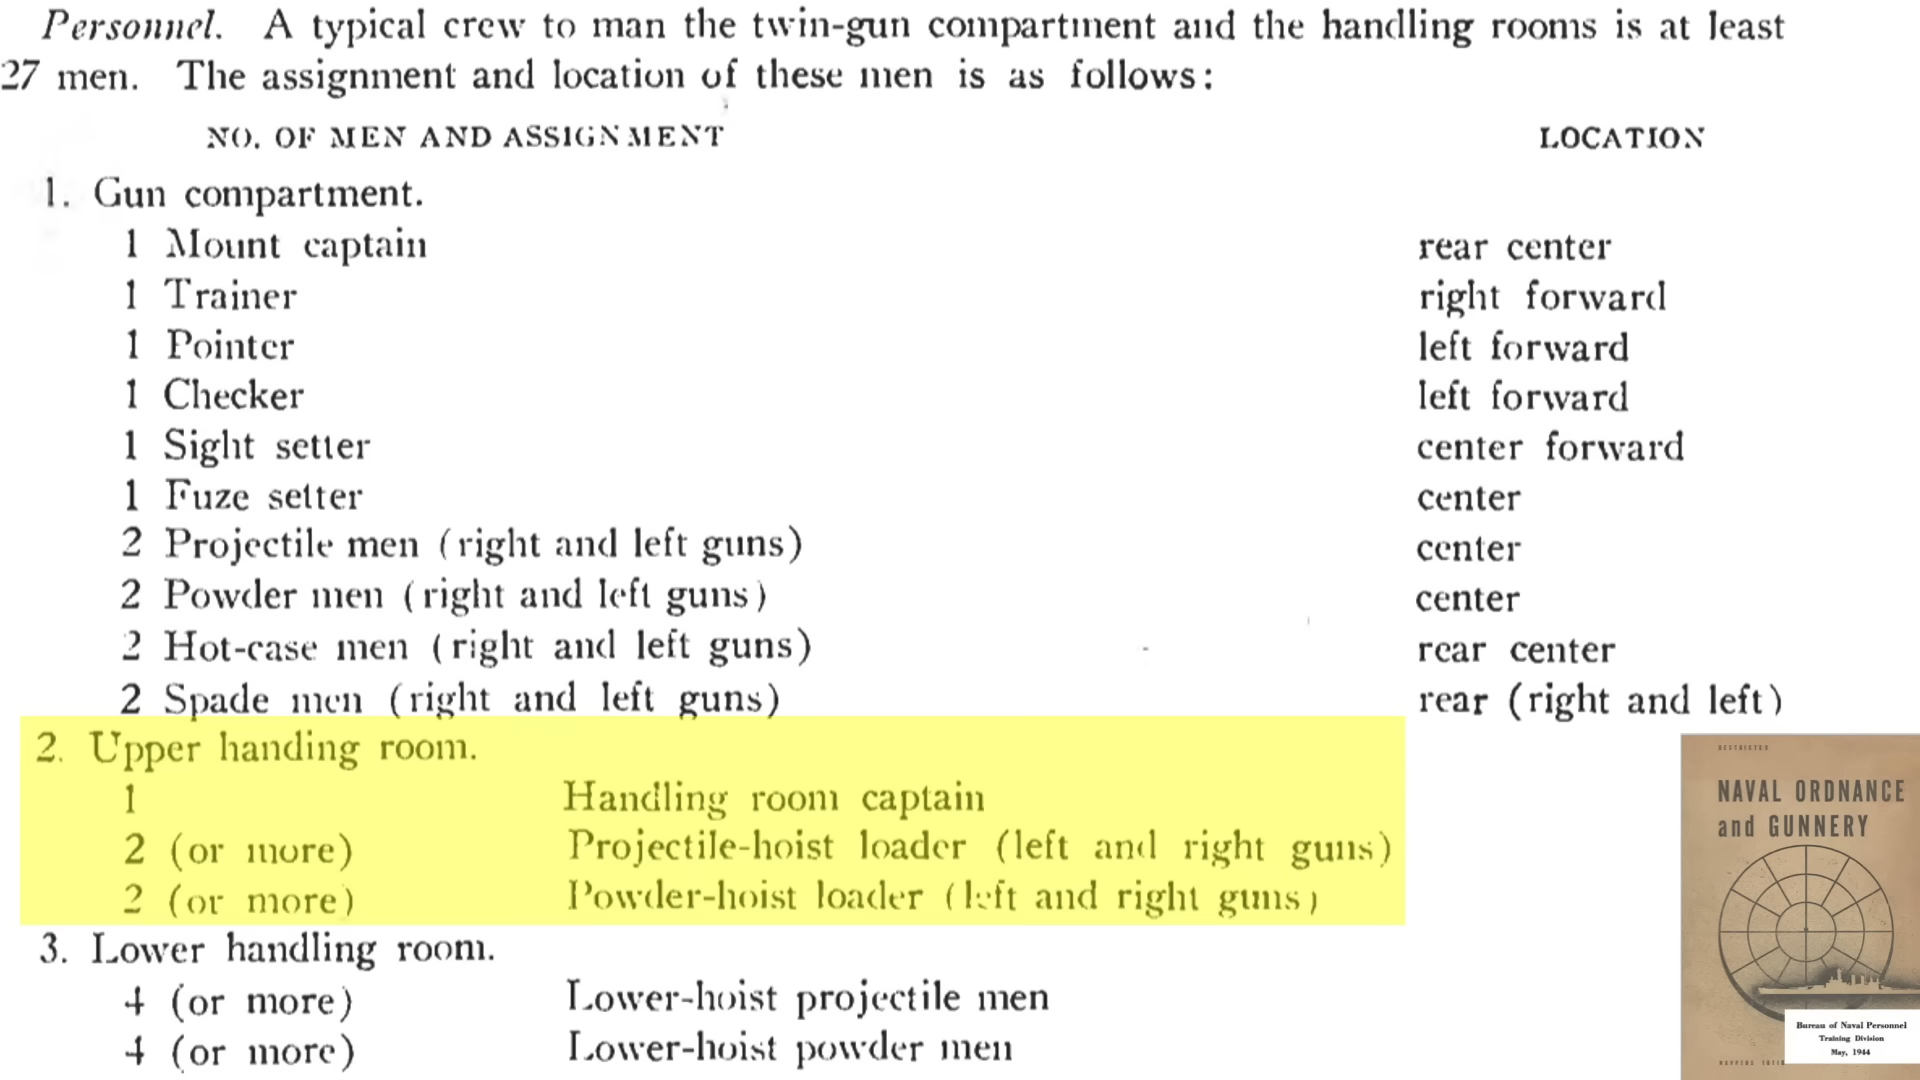 Personnel. A typical crew to man the twin-gun compartment and the handling rooms is at least
27 men. The assignment and location of these men is as follows:
NO. OF MEN AND ASSIGNMENT LOCATION
1. Gun compartment.
1 Mount captain rear center
1 Trainer right forward
1 Pointer left forward
1 Checker left forward
1 Sight setter center forward
1 Fuze setter center
2 Projectile men (right and left guns) center
2 Powder men (right and left guns) center
2 Hot-case men (right and left guns) rear center
2 Spade men (right and left guns) rear (right and left)
2. Upper handing room.
1 Handling room captain
2 (or more) Projectile-hoist loader (left and right guns)
2 (or more) Powder-hoist loader (left and right guns)
3. Lower handling room.
4 (or more) Lower-hoist projectile men
4 (or more) Lower-hoist powder men
RESTRICTED
NAVAL ORDNANCE
and GUNNERY
Bureau of Naval Personnel
Training Division
May, 1944